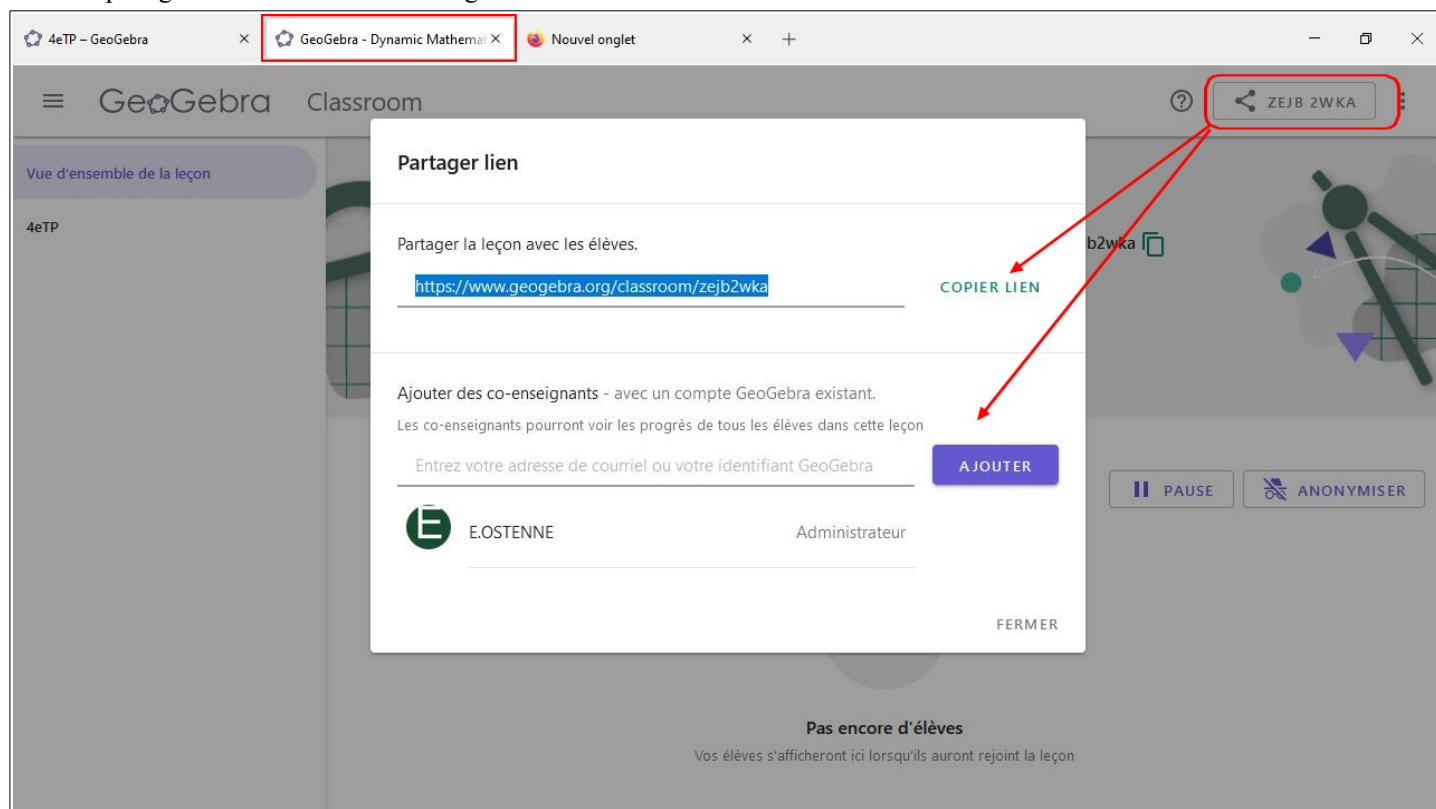 4eTP – GeoGebra
GeoGebra - Dynamic Mathemat
Nouvel onglet
GeoGebra Classroom
ZEJB 2WKA
Vue d'ensemble de la leçon
4eTP
Partager lien
Partager la leçon avec les élèves.
b2wka
https://www.geogebra.org/classroom/zejb2wka
COPIER LIEN
Ajouter des co-enseignants - avec un compte GeoGebra existant.
Les co-enseignants pourront voir les progrès de tous les élèves dans cette leçon
Entrez votre adresse de courriel ou votre identifiant GeoGebra
AJOUTER
PAUSE
ANONYMISER
E
E.OSTENNE
Administrateur
FERMER
Pas encore d'élèves
Vos élèves s'afficheront ici lorsqu'ils auront rejoint la leçon